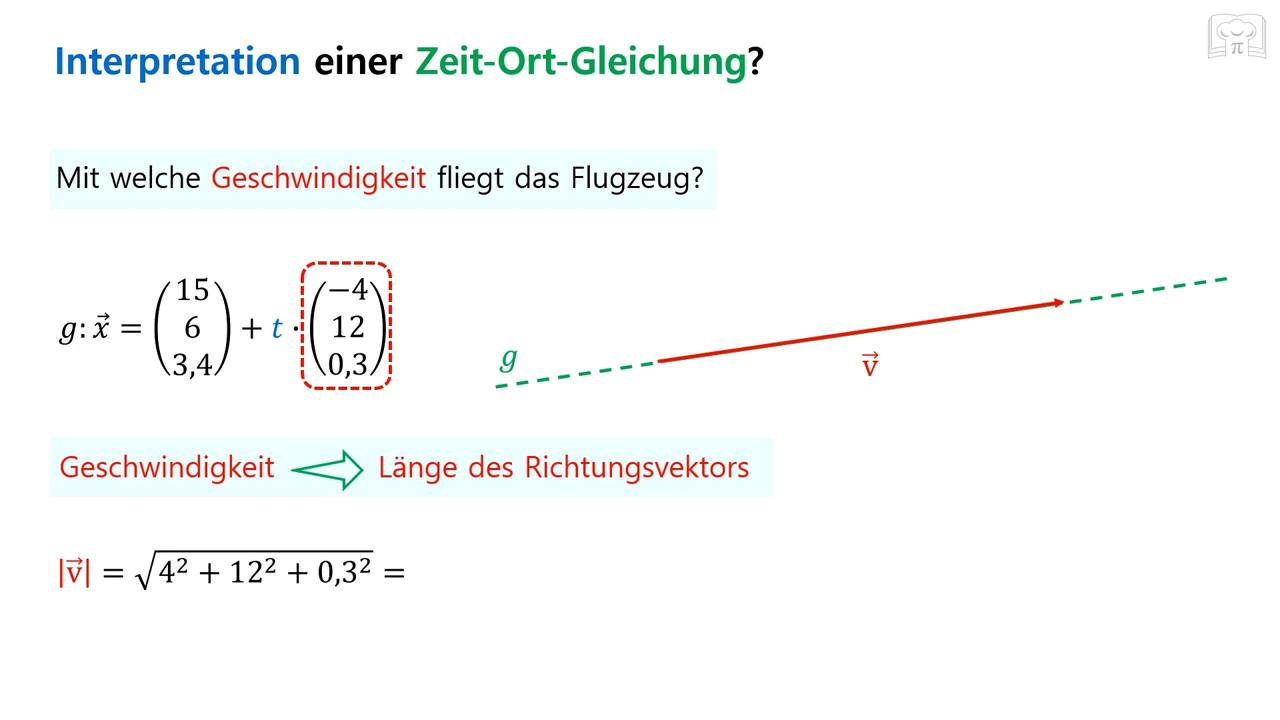 Interpretation einer Zeit-Ort-Gleichung?
Mit welche Geschwindigkeit fliegt das Flugzeug?
g: x⃗ = (15 6 3,4) + t · (−4 12 0,3)
g
v⃗
Geschwindigkeit ⇨ Länge des Richtungsvektors
|v⃗| = √(4² + 12² + 0,3²) =
π